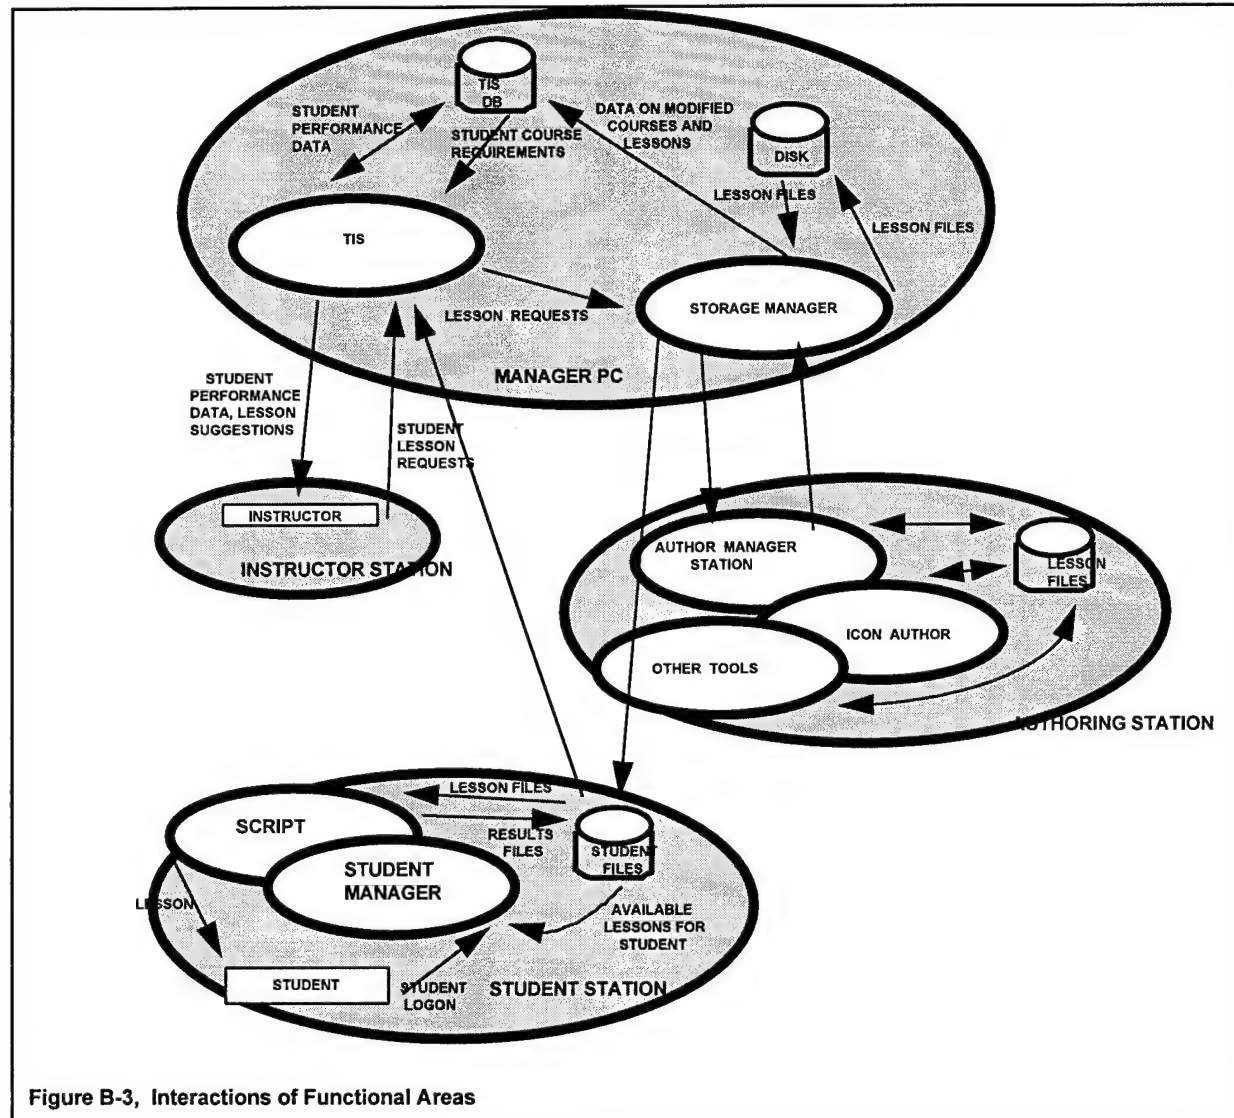 TIS
DB
STUDENT
PERFORMANCE
DATA
STUDENT COURSE
REQUIREMENTS
DATA ON MODIFIED
COURSES AND
LESSONS
DISK
LESSON FILES
LESSON FILES
TIS
LESSON REQUESTS
STORAGE MANAGER
MANAGER PC
STUDENT
PERFORMANCE
DATA, LESSON
SUGGESTIONS
STUDENT
LESSON
REQUESTS
INSTRUCTOR
INSTRUCTOR STATION
AUTHOR MANAGER
STATION
LESSON
FILES
ICON AUTHOR
OTHER TOOLS
AUTHORING STATION
LESSON FILES
SCRIPT
RESULTS
FILES
STUDENT
FILES
STUDENT
MANAGER
LESSON
AVAILABLE
LESSONS FOR
STUDENT
STUDENT
STUDENT
LOGON
STUDENT STATION
Figure B-3, Interactions of Functional Areas